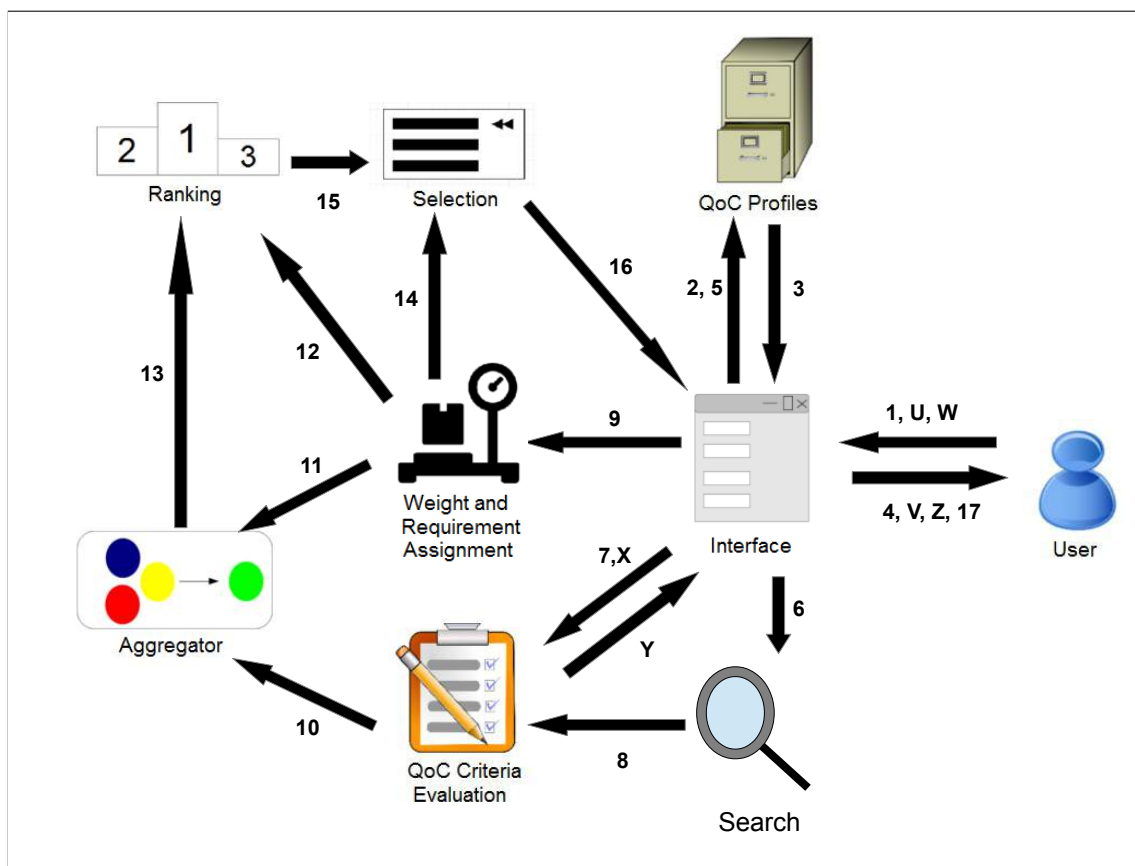 2
1
3
Ranking
15
Selection
QoC Profiles
16
2, 5
3
14
12
13
9
1, U, W
11
4, V, Z, 17
Weight and
Requirement
Assignment
Interface
User
7,X
6
Aggregator
Y
10
8
QoC Criteria
Evaluation
Search